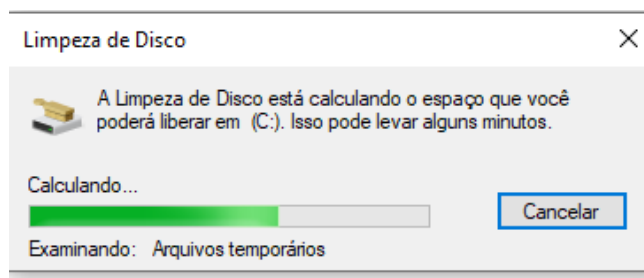 Limpeza de Disco
A Limpeza de Disco está calculando o espaço que você
poderá liberar em  (C:). Isso pode levar alguns minutos.
Calculando...
Cancelar
Examinando:   Arquivos temporários